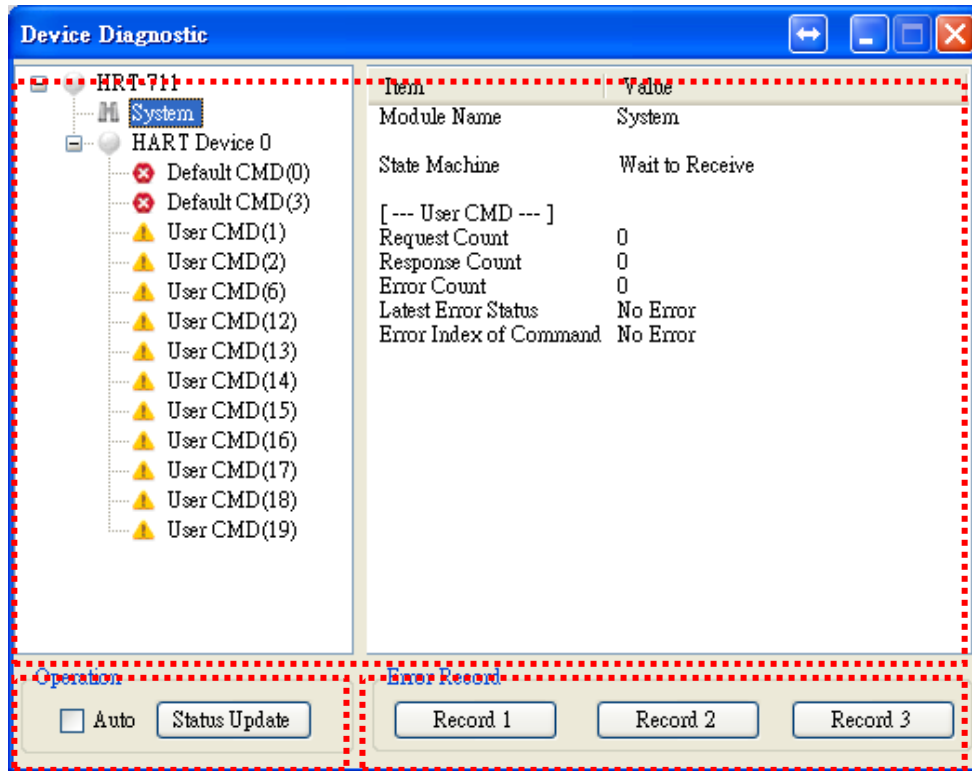 Device Diagnostic
HRT-711
System
HART Device 0
Default CMD(0)
Default CMD(3)
User CMD(1)
User CMD(2)
User CMD(6)
User CMD(12)
User CMD(13)
User CMD(14)
User CMD(15)
User CMD(16)
User CMD(17)
User CMD(18)
User CMD(19)
Item Value
Module Name System
State Machine Wait to Receive
[ --- User CMD --- ]
Request Count 0
Response Count 0
Error Count 0
Latest Error Status No Error
Error Index of Command No Error
Operation
Auto Status Update
Error Record
Record 1 Record 2 Record 3